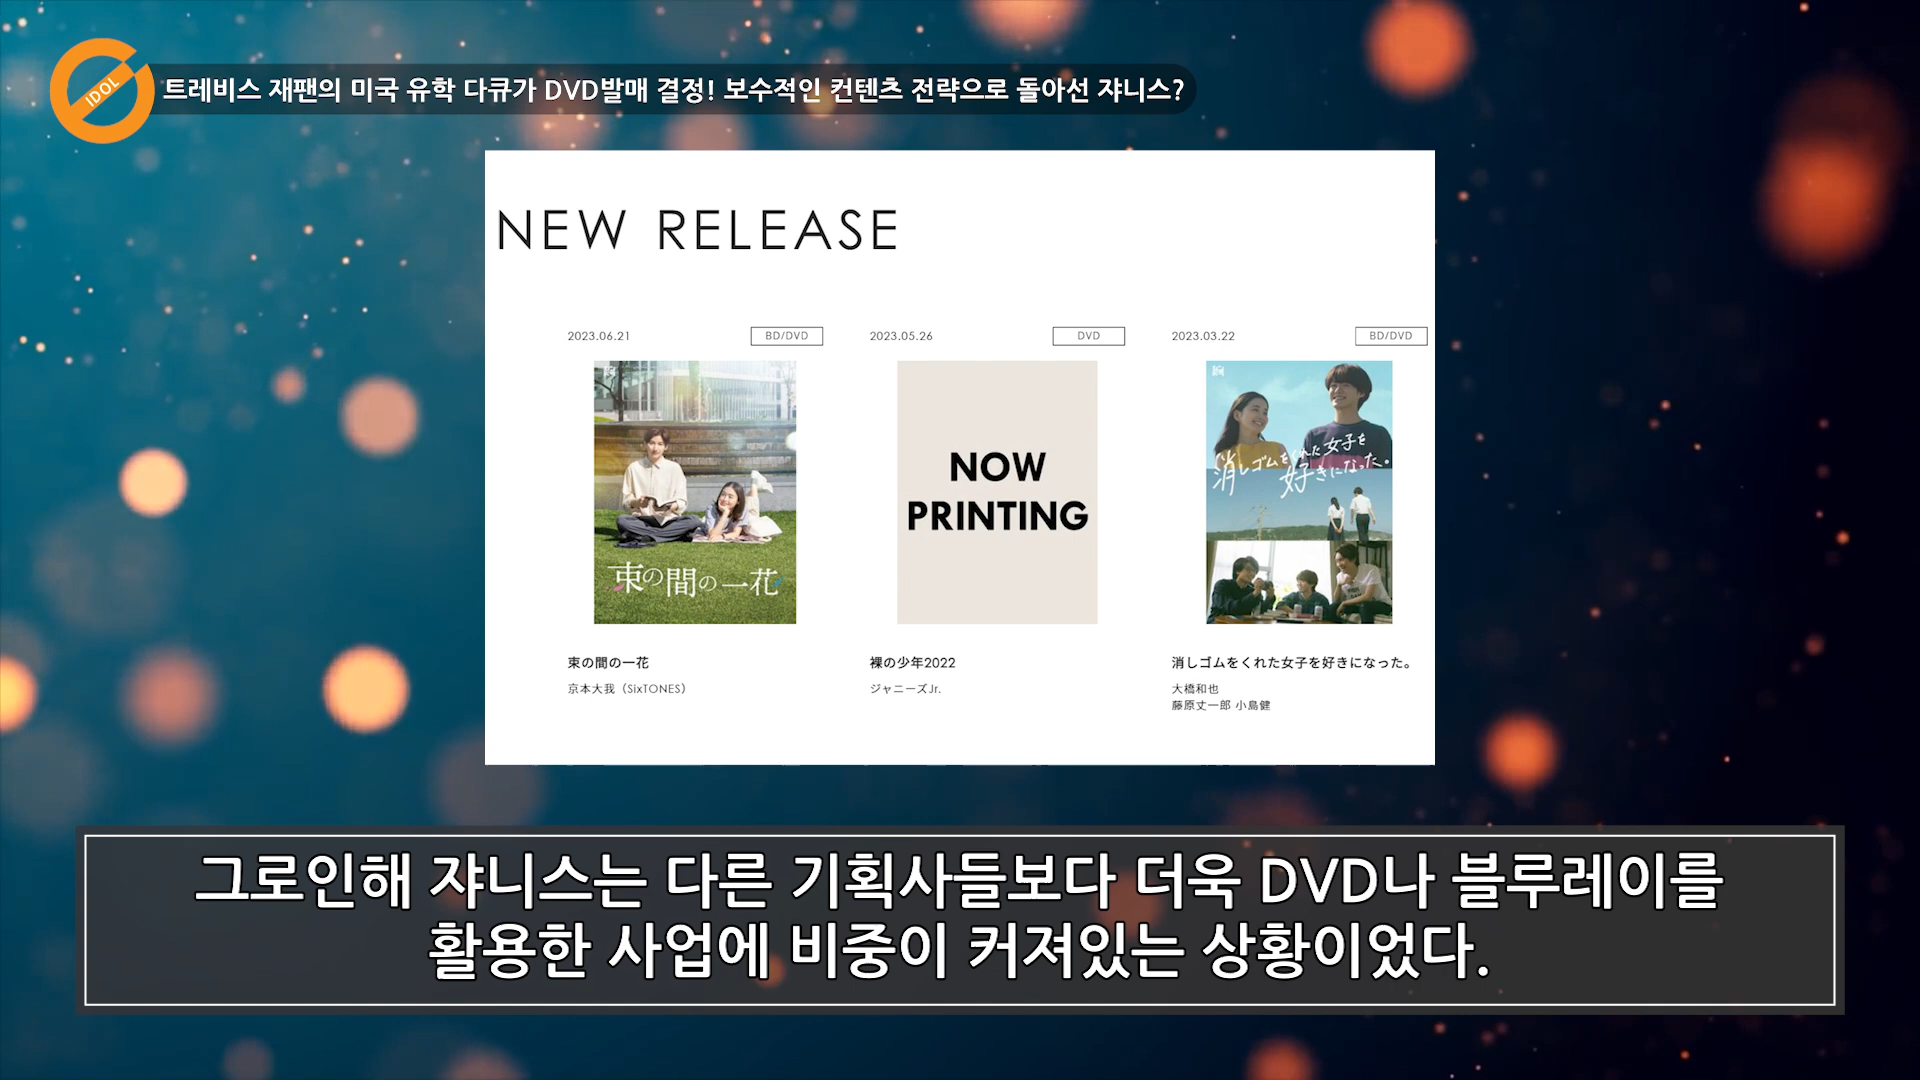 IDOL
트레비스 재팬의 미국 유학 다큐가 DVD발매 결정! 보수적인 컨텐츠 전략으로 돌아선 쟈니스?
NEW RELEASE
2023.06.21
BD/DVD
束の間の一花
束の間の一花
京本大我（SixTONES）
2023.05.26
DVD
NOW
PRINTING
裸の少年2022
ジャニーズJr.
2023.03.22
BD/DVD
消しゴムをくれた女子を
好きになった。
消しゴムをくれた女子を好きになった。
大橋和也
藤原丈一郎 小島健
그로인해 쟈니스는 다른 기획사들보다 더욱 DVD나 블루레이를
활용한 사업에 비중이 커져있는 상황이었다.